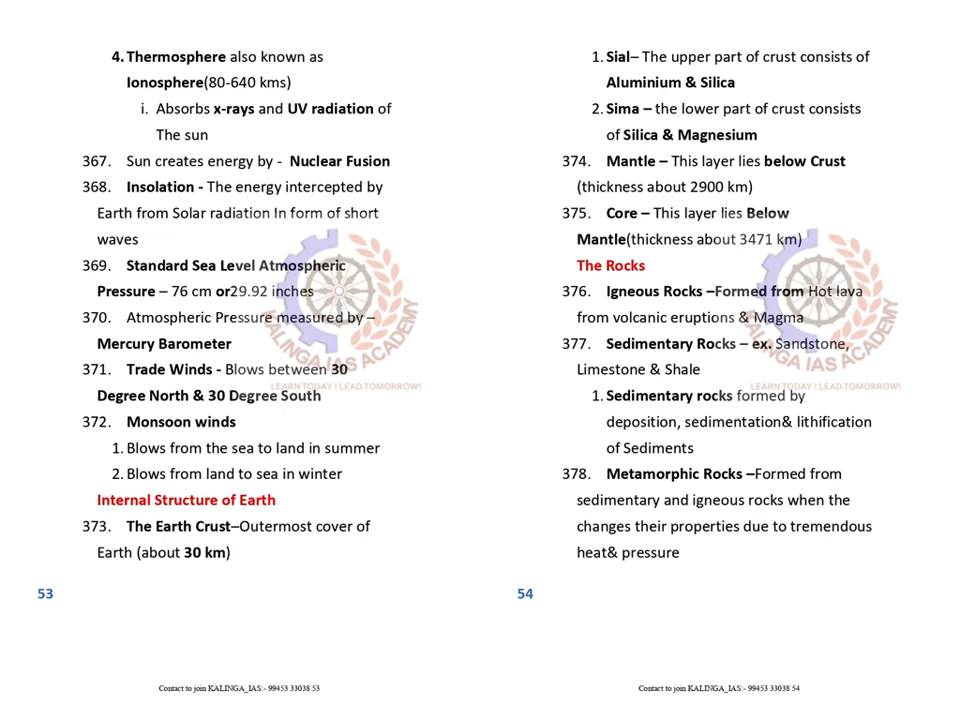 4. Thermosphere also known as
Ionosphere(80-640 kms)
i. Absorbs x-rays and UV radiation of
The sun
367. Sun creates energy by - Nuclear Fusion
368. Insolation - The energy intercepted by
Earth from Solar radiation In form of short
waves
369. Standard Sea Level Atmospheric
Pressure – 76 cm or29.92 inches
370. Atmospheric Pressure measured by –
Mercury Barometer
371. Trade Winds - Blows between 30
Degree North & 30 Degree South
372. Monsoon winds
1. Blows from the sea to land in summer
2. Blows from land to sea in winter
Internal Structure of Earth
373. The Earth Crust–Outermost cover of
Earth (about 30 km)
53
KALINGA IAS ACADEMY
LEARN TODAY ! LEAD TOMORROW!
Contact to join KALINGA_IAS:- 99453 33038 53
1. Sial– The upper part of crust consists of
Aluminium & Silica
2. Sima – the lower part of crust consists
of Silica & Magnesium
374. Mantle – This layer lies below Crust
(thickness about 2900 km)
375. Core – This layer lies Below
Mantle(thickness about 3471 km)
The Rocks
376. Igneous Rocks –Formed from Hot lava
from volcanic eruptions & Magma
377. Sedimentary Rocks – ex. Sandstone,
Limestone & Shale
1. Sedimentary rocks formed by
deposition, sedimentation& lithification
of Sediments
378. Metamorphic Rocks –Formed from
sedimentary and igneous rocks when the
changes their properties due to tremendous
heat& pressure
54
KALINGA IAS ACADEMY
LEARN TODAY ! LEAD TOMORROW!
Contact to join KALINGA_IAS:- 99453 33038 54